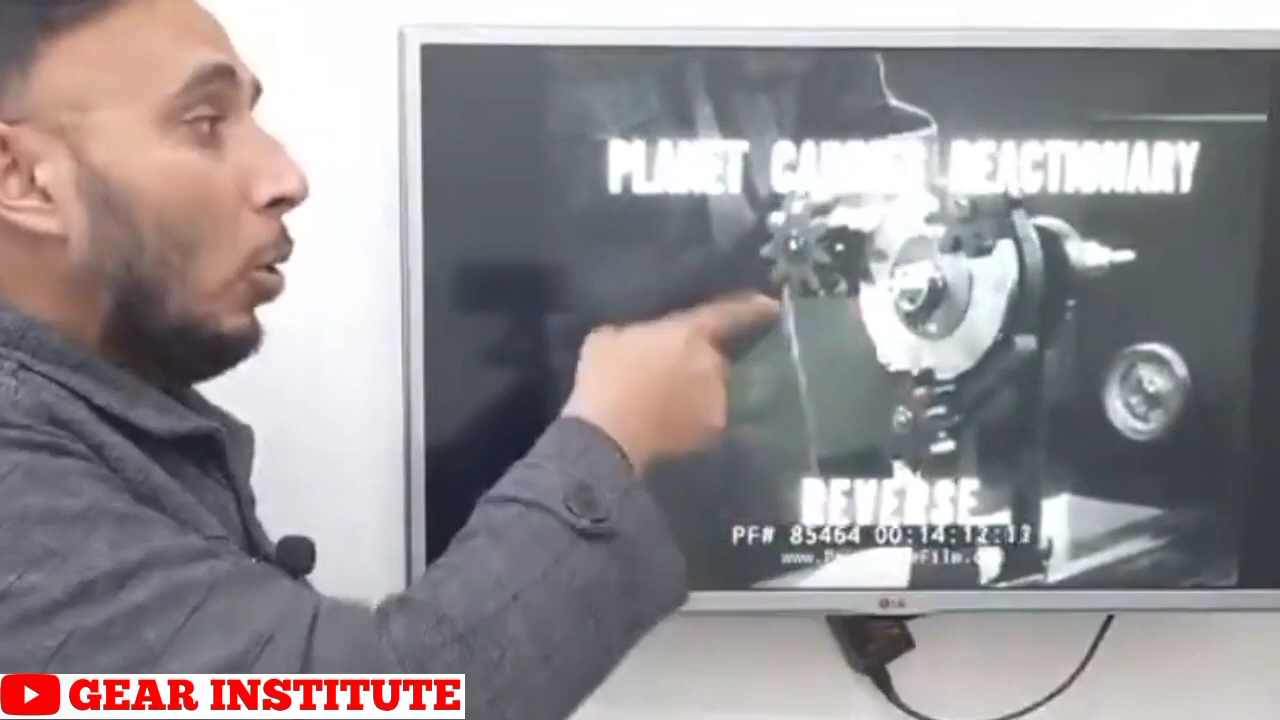 PLANET CARRIER REACTIONARY
REVERSE
PF# 85464 00:14:12:13
LG
GEAR INSTITUTE